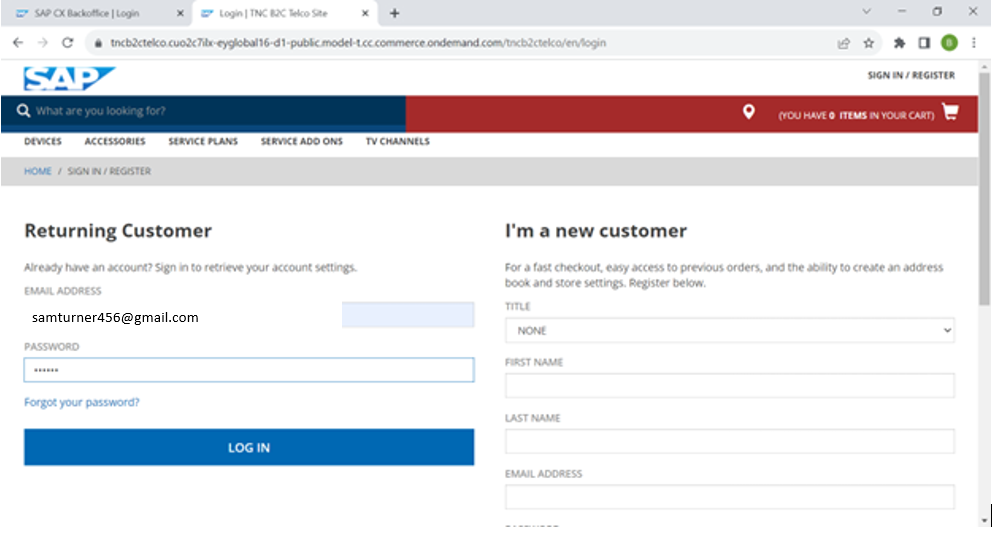 SAP CX Backoffice | Login
Login | TNC B2C Telco Site
tncb2ctelco.cuo2c7ilx-eyglobal16-d1-public.model-t.cc.commerce.ondemand.com/tncb2ctelco/en/login
B
SAP
SIGN IN / REGISTER
What are you looking for?
(YOU HAVE 0 ITEMS IN YOUR CART)
DEVICES ACCESSORIES SERVICE PLANS SERVICE ADD ONS TV CHANNELS
HOME / SIGN IN / REGISTER
Returning Customer
Already have an account? Sign in to retrieve your account settings.
EMAIL ADDRESS
samturner456@gmail.com
PASSWORD
••••••
Forgot your password?
LOG IN
I'm a new customer
For a fast checkout, easy access to previous orders, and the ability to create an address
book and store settings. Register below.
TITLE
NONE
FIRST NAME
LAST NAME
EMAIL ADDRESS